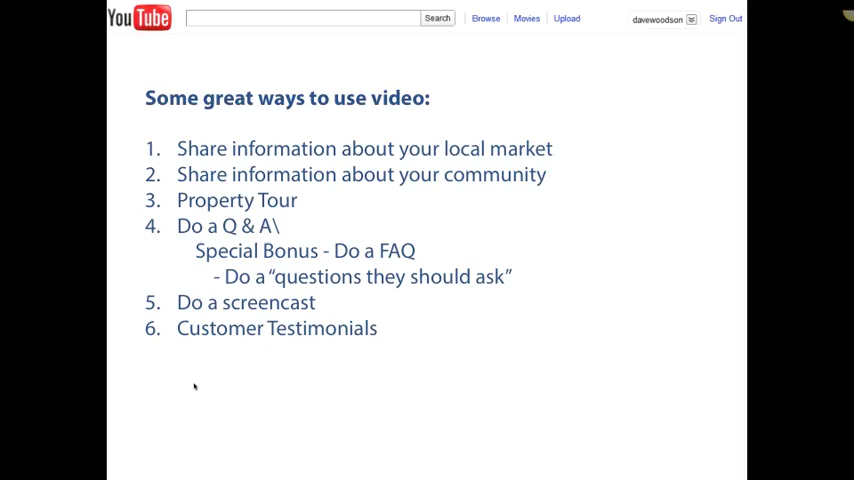 YouTube Search Browse Movies Upload davewoodson Sign Out
Some great ways to use video:
1. Share information about your local market
2. Share information about your community
3. Property Tour
4. Do a Q & A\
Special Bonus - Do a FAQ
- Do a “questions they should ask”
5. Do a screencast
6. Customer Testimonials